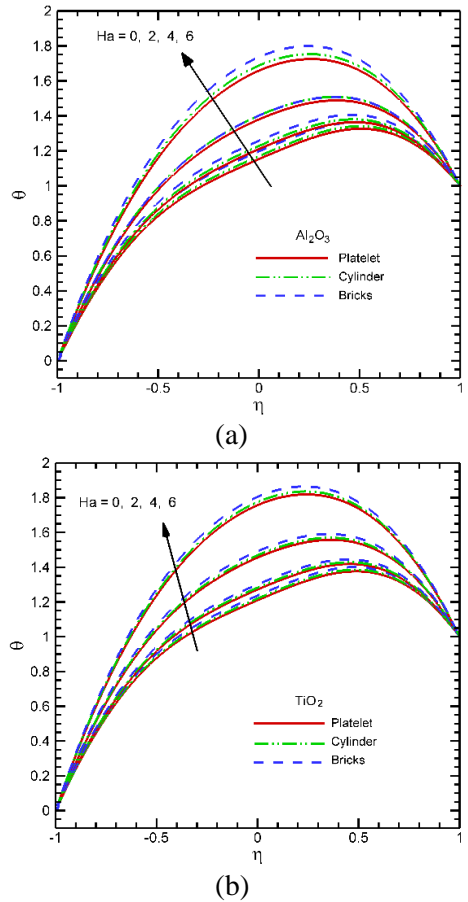 2
1.8
Ha = 0, 2, 4, 6
1.6
1.4
1.2
1
θ
0.8
Al2O3
0.6
Platelet
0.4
Cylinder
0.2
Bricks
0
-1 -0.5 0 0.5 1
η
(a)
2
1.8
Ha = 0, 2, 4, 6
1.6
1.4
1.2
1
θ
0.8
TiO2
0.6
Platelet
0.4
Cylinder
0.2
Bricks
0
-1 -0.5 0 0.5 1
η
(b)